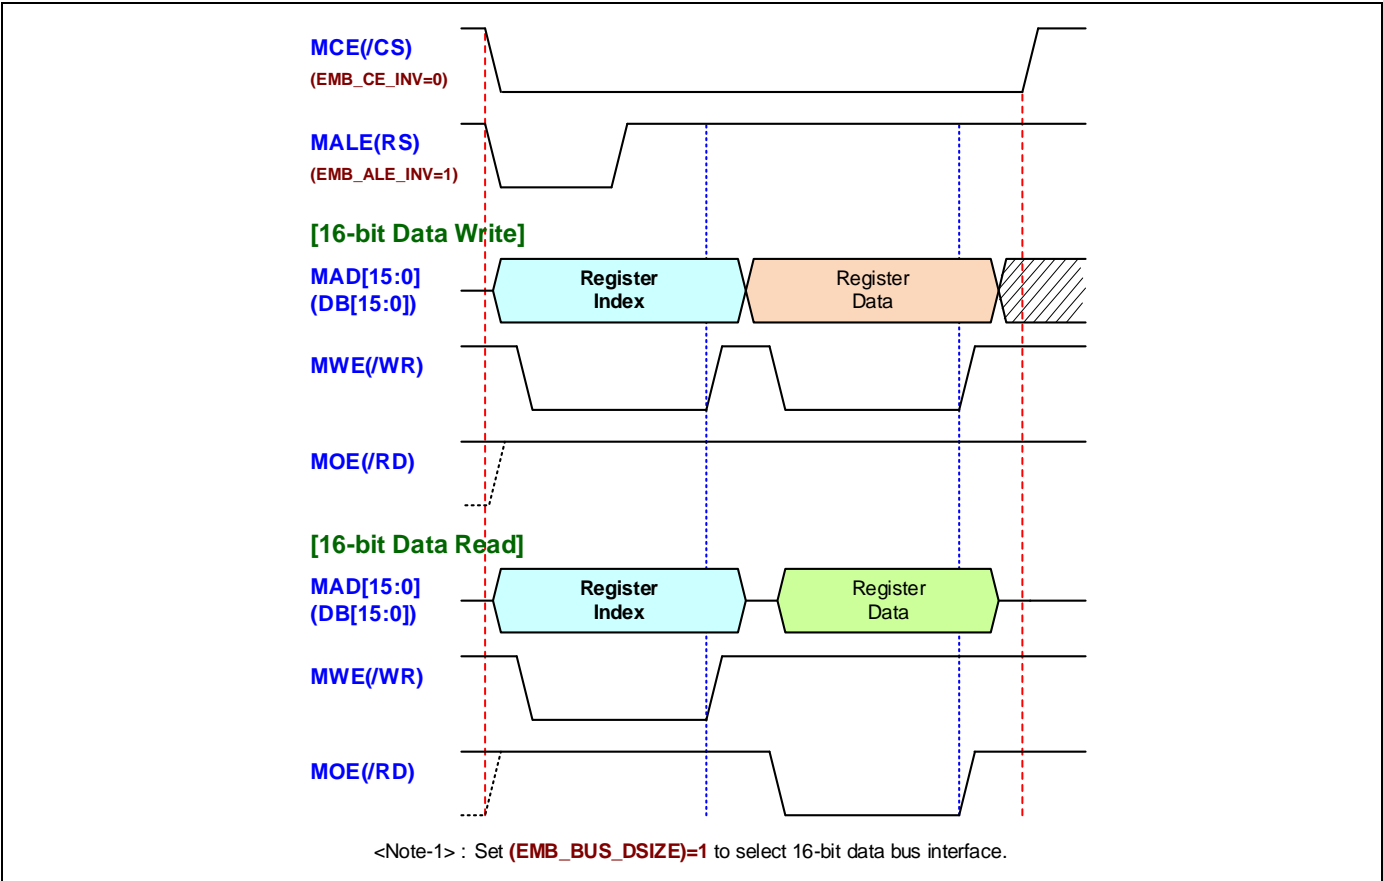 MCE(/CS)
(EMB_CE_INV=0)
MALE(RS)
(EMB_ALE_INV=1)
[16-bit Data Write]
MAD[15:0]
(DB[15:0])
Register
Index
Register
Data
MWE(/WR)
MOE(/RD)
[16-bit Data Read]
MAD[15:0]
(DB[15:0])
Register
Index
Register
Data
MWE(/WR)
MOE(/RD)
<Note-1> : Set (EMB_BUS_DSIZE)=1 to select 16-bit data bus interface.